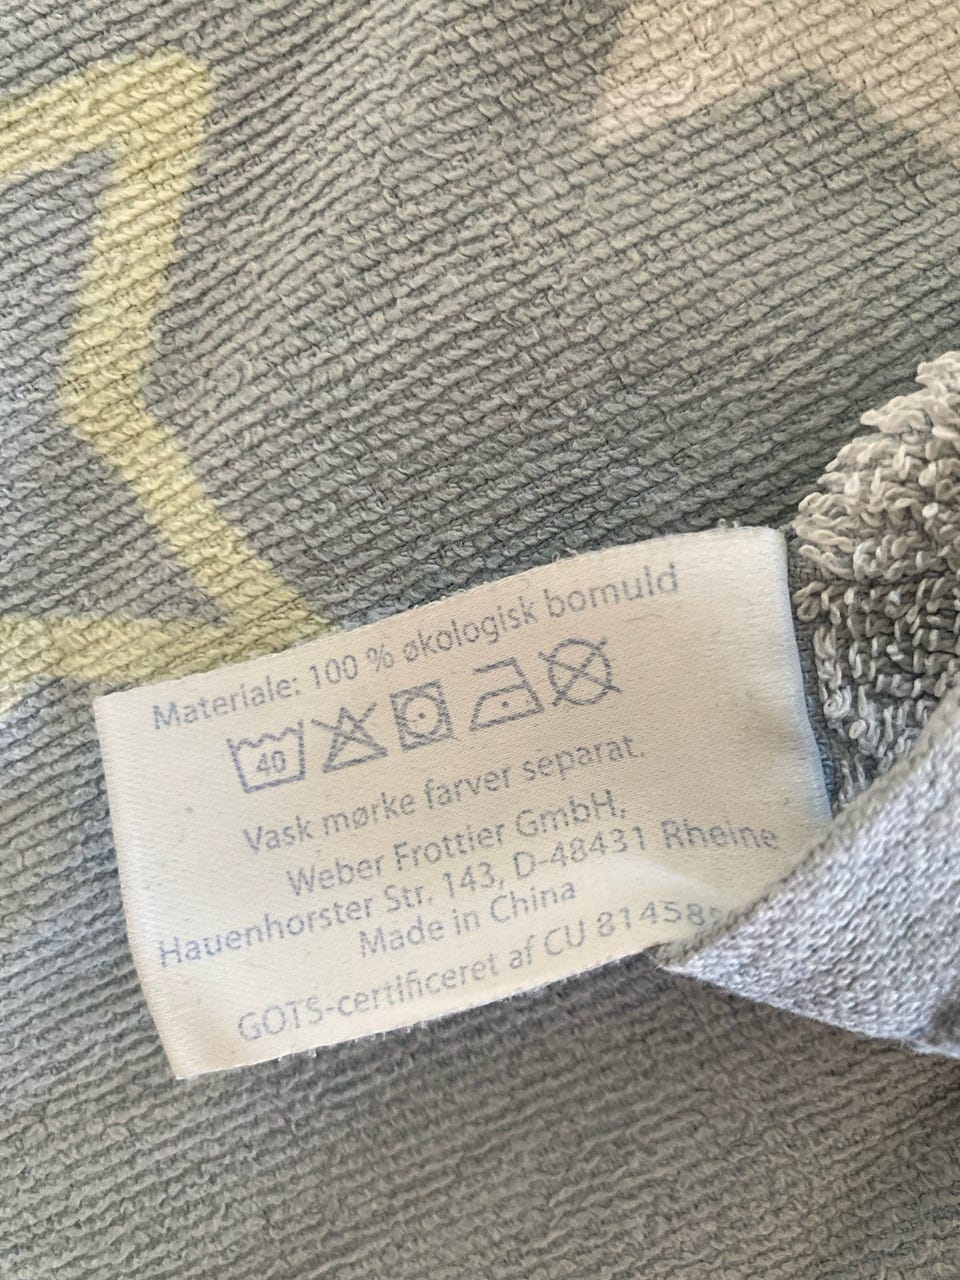 Materiale: 100 % økologisk bomuld
40
Vask mørke farver separat.
Weber Frottier GmbH,
Hauenhorster Str. 143, D-48431 Rheine
Made in China
GOTS-certificeret af CU